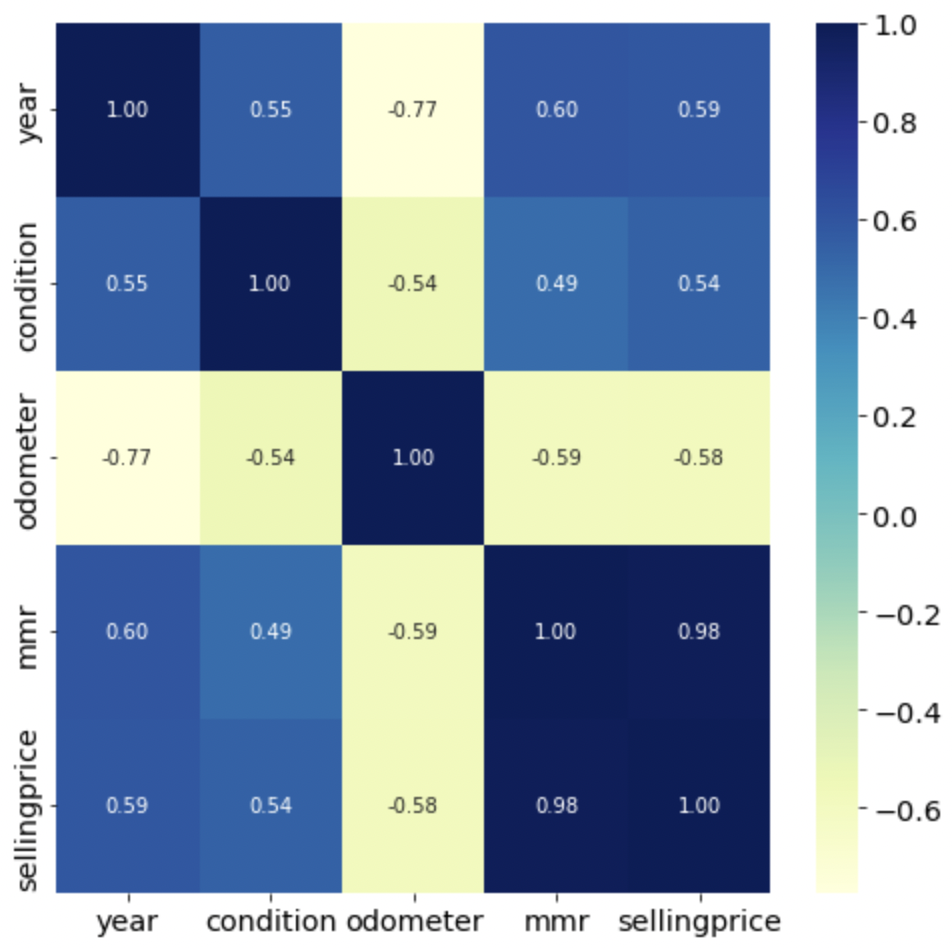 year 1.00 0.55 -0.77 0.60 0.59
condition 0.55 1.00 -0.54 0.49 0.54
odometer -0.77 -0.54 1.00 -0.59 -0.58
mmr 0.60 0.49 -0.59 1.00 0.98
sellingprice 0.59 0.54 -0.58 0.98 1.00
year condition odometer mmr sellingprice
1.0
0.8
0.6
0.4
0.2
0.0
−0.2
−0.4
−0.6